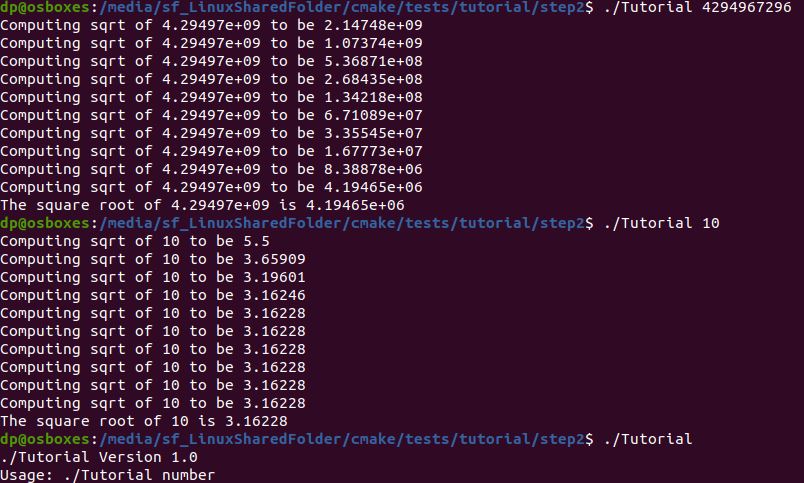 dp@osboxes:/media/sf_LinuxSharedFolder/cmake/tests/tutorial/step2$ ./Tutorial 4294967296
Computing sqrt of 4.29497e+09 to be 2.14748e+09
Computing sqrt of 4.29497e+09 to be 1.07374e+09
Computing sqrt of 4.29497e+09 to be 5.36871e+08
Computing sqrt of 4.29497e+09 to be 2.68435e+08
Computing sqrt of 4.29497e+09 to be 1.34218e+08
Computing sqrt of 4.29497e+09 to be 6.71089e+07
Computing sqrt of 4.29497e+09 to be 3.35545e+07
Computing sqrt of 4.29497e+09 to be 1.67773e+07
Computing sqrt of 4.29497e+09 to be 8.38878e+06
Computing sqrt of 4.29497e+09 to be 4.19465e+06
The square root of 4.29497e+09 is 4.19465e+06
dp@osboxes:/media/sf_LinuxSharedFolder/cmake/tests/tutorial/step2$ ./Tutorial 10
Computing sqrt of 10 to be 5.5
Computing sqrt of 10 to be 3.65909
Computing sqrt of 10 to be 3.19601
Computing sqrt of 10 to be 3.16246
Computing sqrt of 10 to be 3.16228
Computing sqrt of 10 to be 3.16228
Computing sqrt of 10 to be 3.16228
Computing sqrt of 10 to be 3.16228
Computing sqrt of 10 to be 3.16228
Computing sqrt of 10 to be 3.16228
The square root of 10 is 3.16228
dp@osboxes:/media/sf_LinuxSharedFolder/cmake/tests/tutorial/step2$ ./Tutorial
./Tutorial Version 1.0
Usage: ./Tutorial number